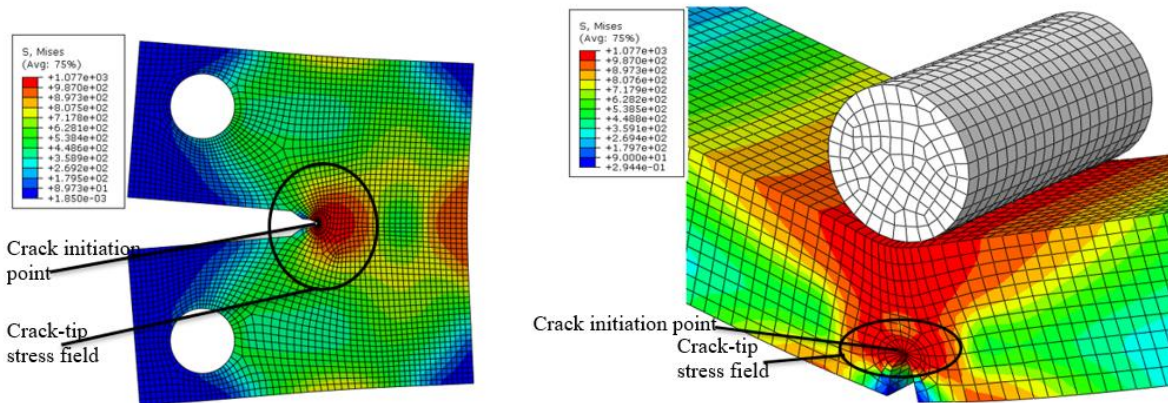 S, Mises
(Avg: 75%)
+1.077e+03
+9.870e+02
+8.973e+02
+8.075e+02
+7.178e+02
+6.281e+02
+5.384e+02
+4.486e+02
+3.589e+02
+2.692e+02
+1.795e+02
+8.973e+01
+1.850e-03
Crack initiation
point
Crack-tip
stress field
S, Mises
(Avg: 75%)
+1.077e+03
+9.870e+02
+8.973e+02
+8.076e+02
+7.179e+02
+6.282e+02
+5.385e+02
+4.488e+02
+3.591e+02
+2.694e+02
+1.797e+02
+9.000e+01
+2.944e-01
Crack initiation point
Crack-tip
stress field